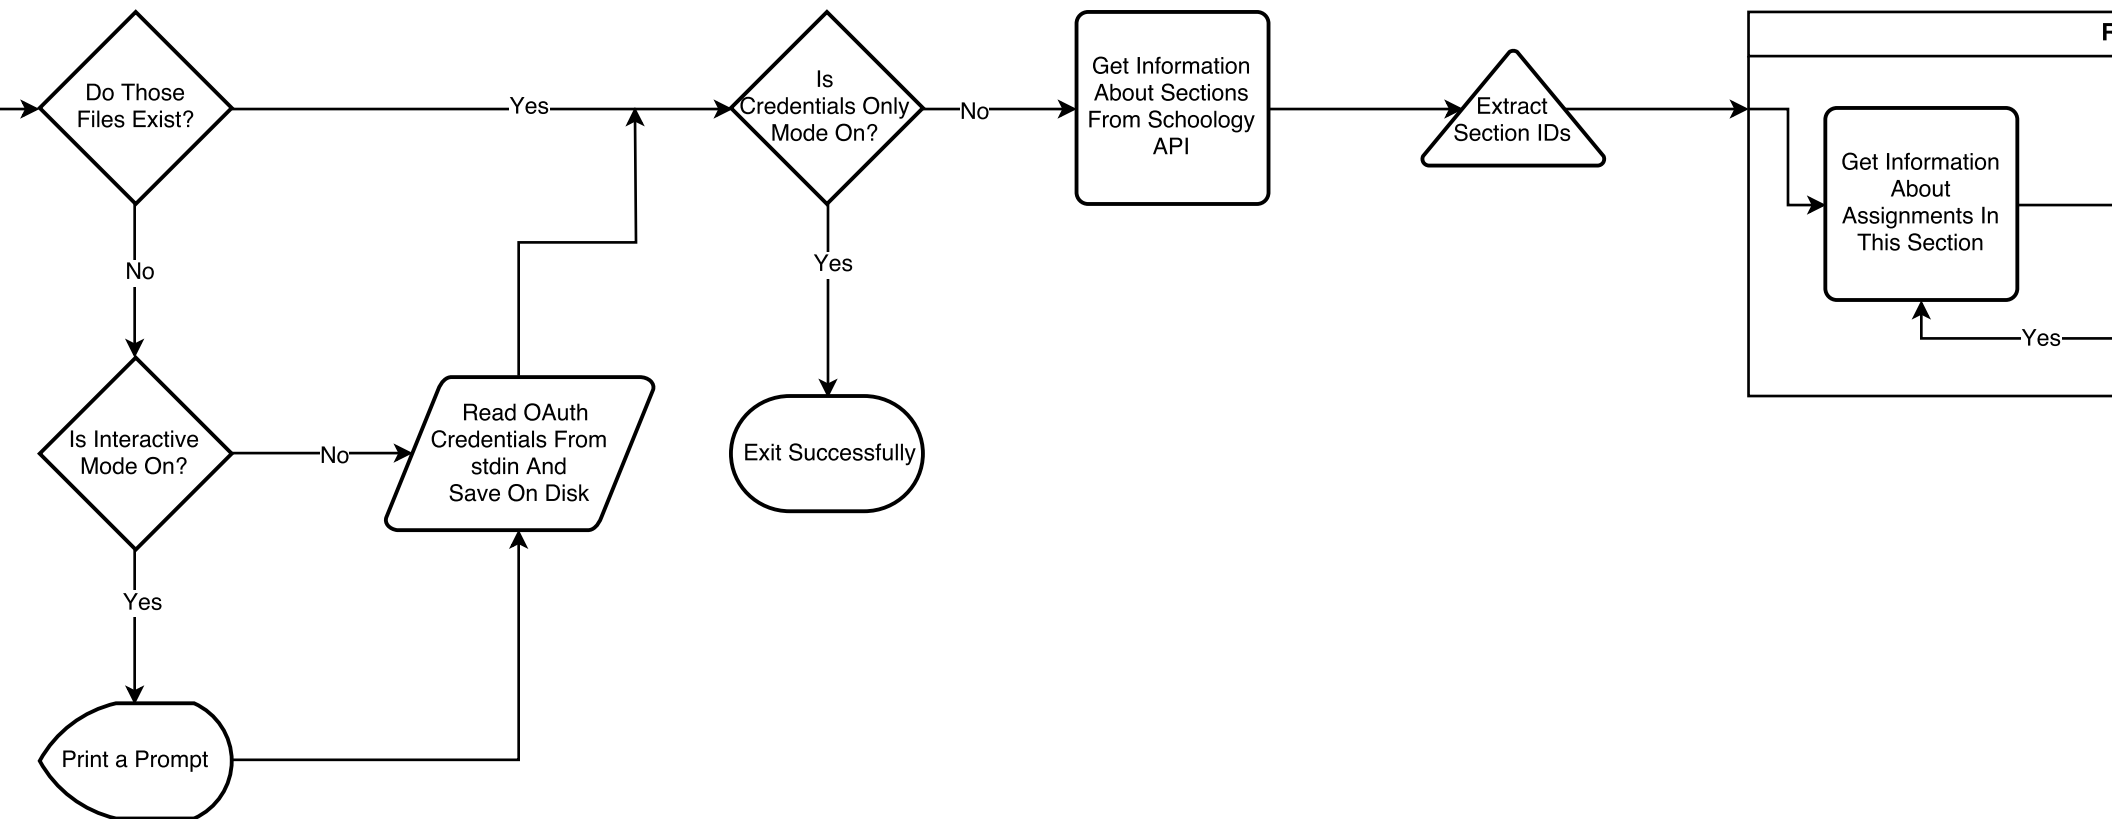 Do Those
Files Exist?
Yes
Is
Credentials Only
Mode On?
No
Get Information
About Sections
From Schoology
API
Extract
Section IDs
Get Information
About
Assignments In
This Section
Yes
No
Yes
Is Interactive
Mode On?
No
Read OAuth
Credentials From
stdin And
Save On Disk
Exit Successfully
Yes
Print a Prompt